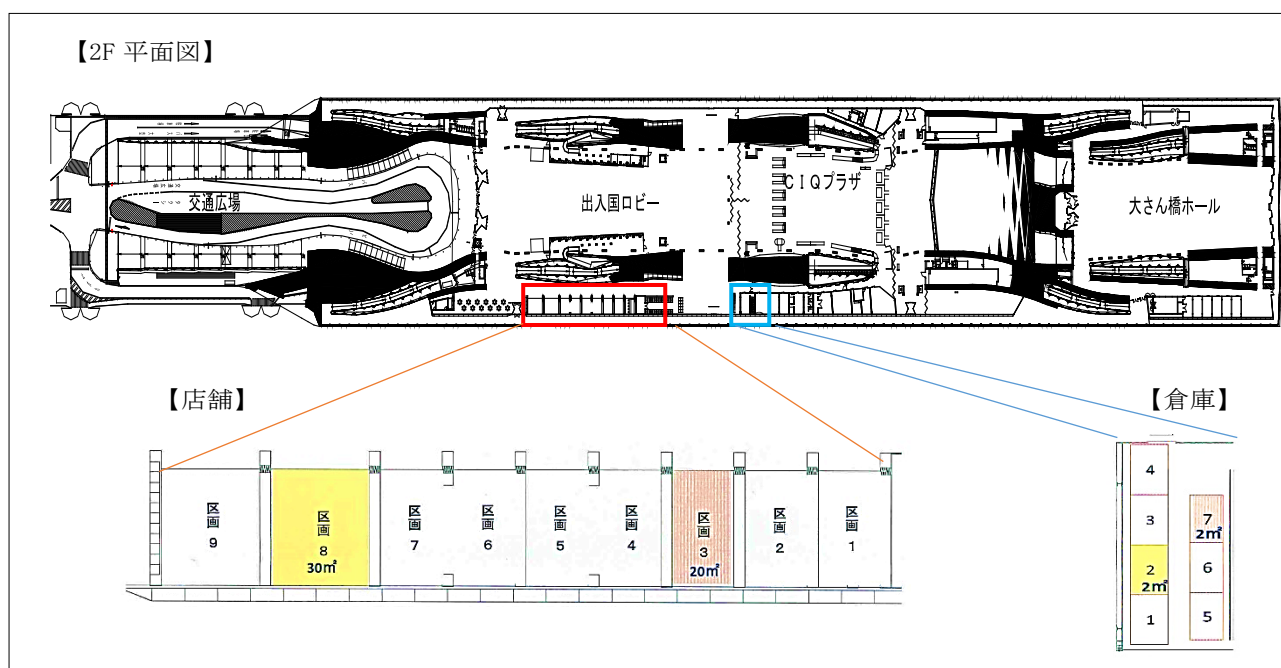 【2F 平面図】
交通広場
出入国ロビー
CIQプラザ
大さん橋ホール
【店舗】
【倉庫】
区画 9
区画 8
30㎡
区画 7
区画 6
区画 5
区画 4
区画 3
20㎡
区画 2
区画 1
4
3
2
2㎡
1
7
2㎡
6
5